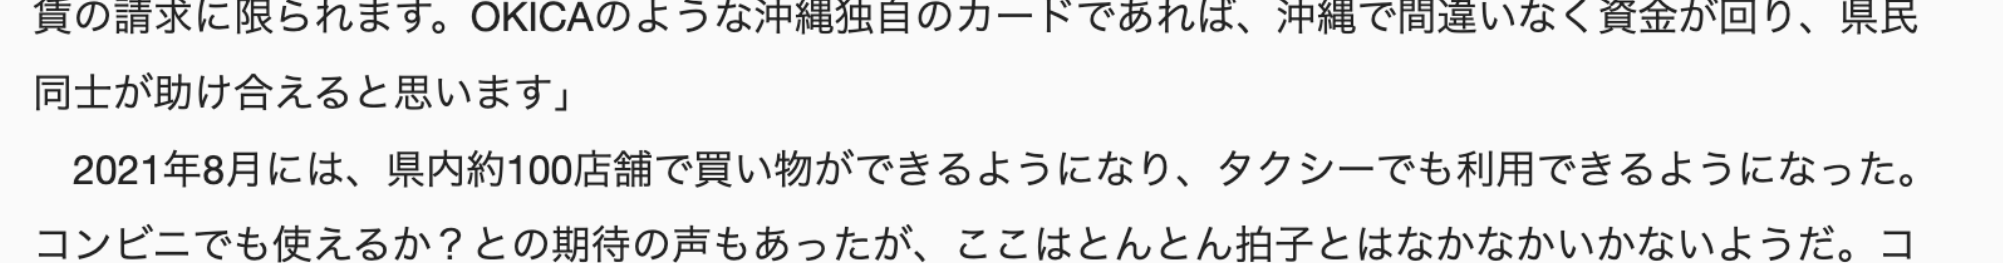 賃の請求に限られます。OKICAのような沖縄独自のカードであれば、沖縄で間違いなく資金が回り、県民
同士が助け合えると思います」
　2021年8月には、県内約100店舗で買い物ができるようになり、タクシーでも利用できるようになった。
コンビニでも使えるか？との期待の声もあったが、ここはとんとん拍子とはなかなかいかないようだ。コ